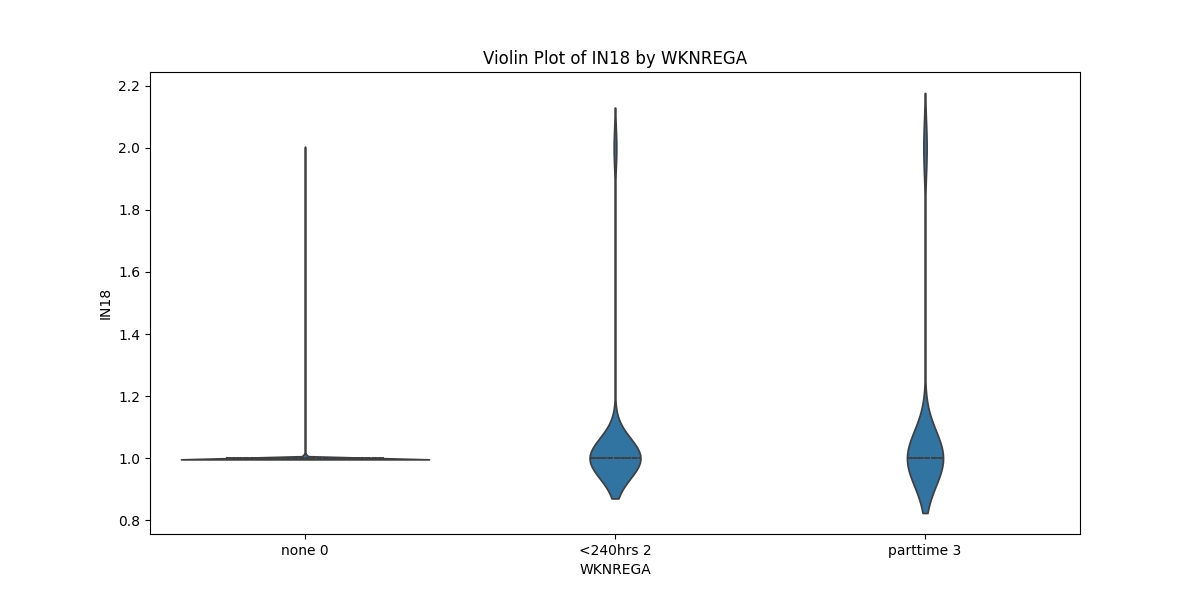 Violin Plot of IN18 by WKNREGA
2.2
2.0
1.8
1.6
1.4
1.2
1.0
0.8
IN18
none 0
<240hrs 2
parttime 3
WKNREGA